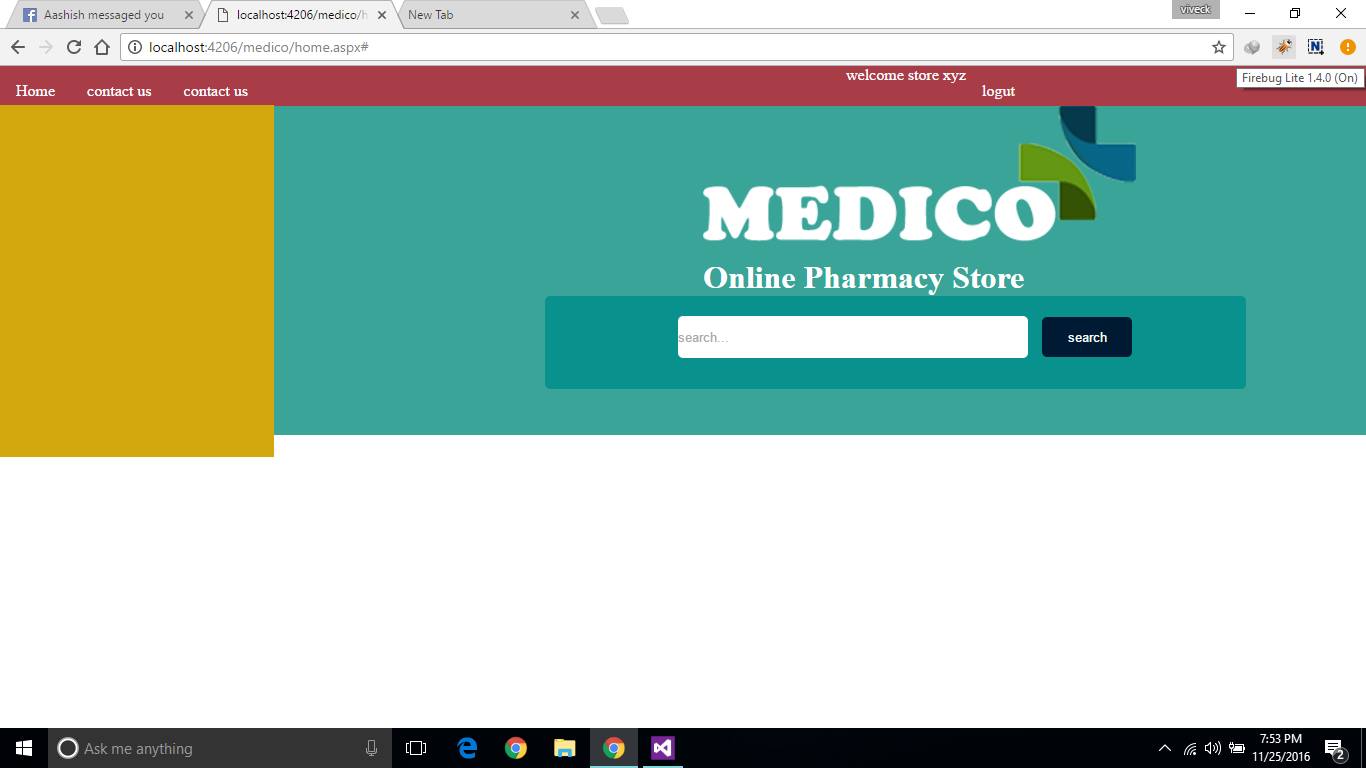 viveck
Aashish messaged you
localhost:4206/medico/h
New Tab
localhost:4206/medico/home.aspx#
Firebug Lite 1.4.0 (On)
welcome store xyz
Home contact us contact us logut
MEDICO
Online Pharmacy Store
search... search
Ask me anything
7:53 PM
11/25/2016
2